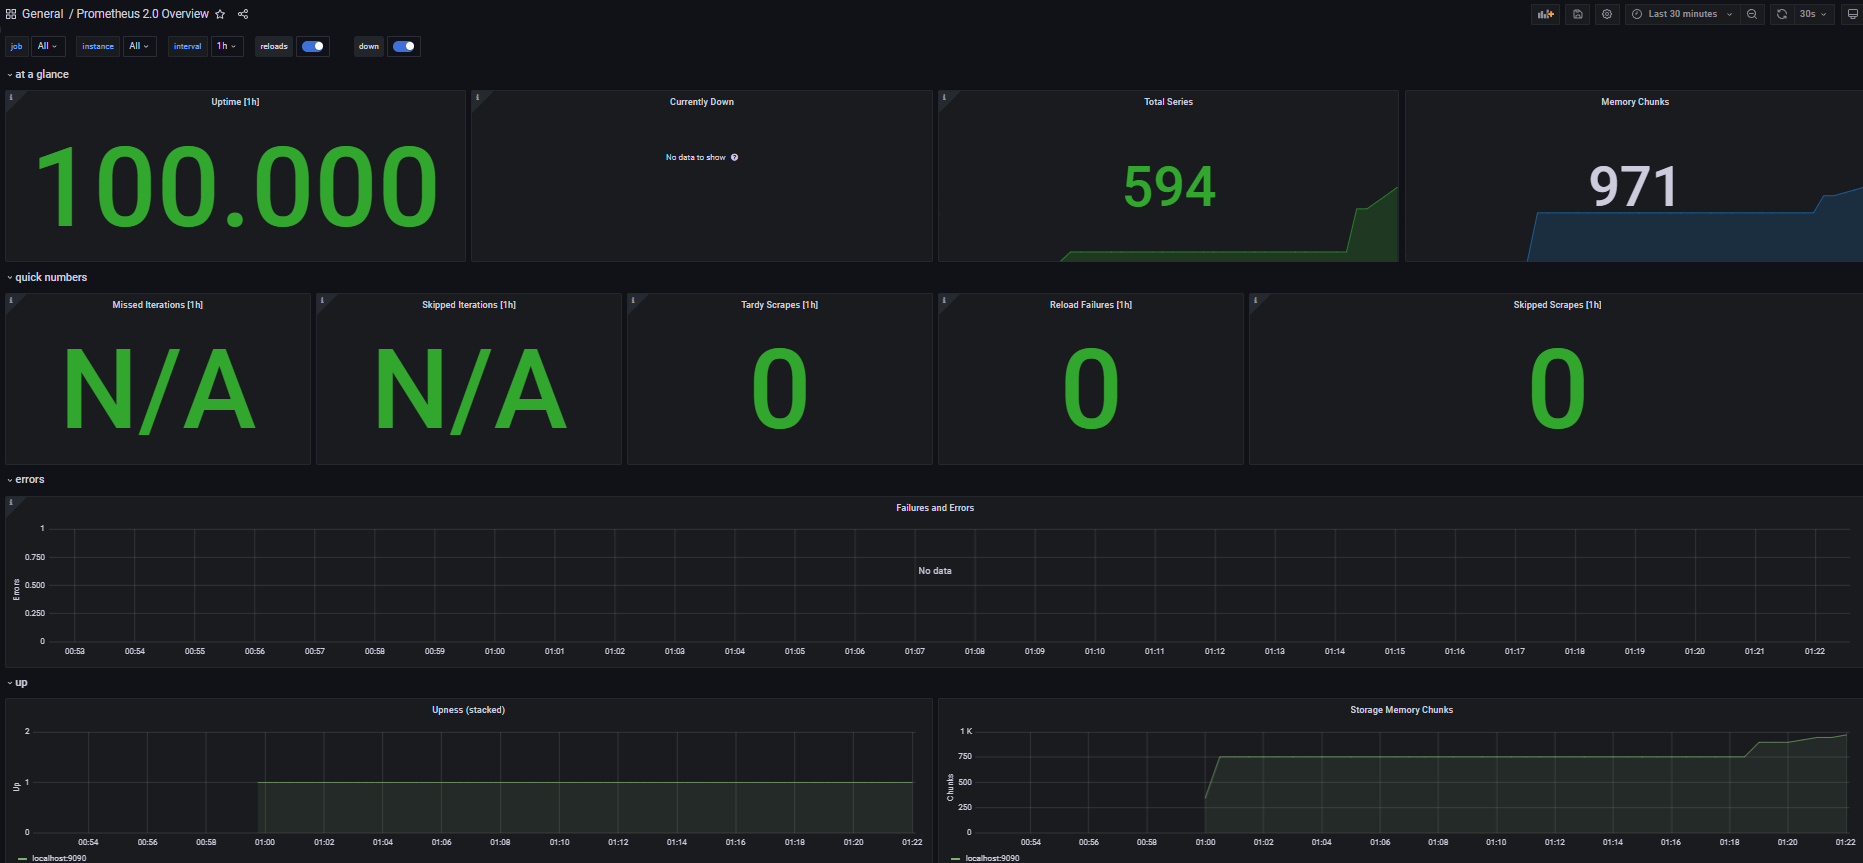 General / Prometheus 2.0 Overview
Last 30 minutes
30s
job All instance All interval 1h reloads down
at a glance
Uptime [1h]
100.000
Currently Down
No data to show
Total Series
594
Memory Chunks
971
quick numbers
Missed Iterations [1h]
N/A
Skipped Iterations [1h]
N/A
Tardy Scrapes [1h]
0
Reload Failures [1h]
0
Skipped Scrapes [1h]
0
errors
Failures and Errors
Errors
1
0.750
0.500
0.250
0
No data
00:53 00:54 00:55 00:56 00:57 00:58 00:59 01:00 01:01 01:02 01:03 01:04 01:05 01:06 01:07 01:08 01:09 01:10 01:11 01:12 01:13 01:14 01:15 01:16 01:17 01:18 01:19 01:20 01:21 01:22
up
Upness (stacked)
Up
2
1
0
00:54 00:56 00:58 01:00 01:02 01:04 01:06 01:08 01:10 01:12 01:14 01:16 01:18 01:20 01:22
localhost:9090
Storage Memory Chunks
Chunks
1 K
750
500
250
0
00:54 00:56 00:58 01:00 01:02 01:04 01:06 01:08 01:10 01:12 01:14 01:16 01:18 01:20 01:22
localhost:9090